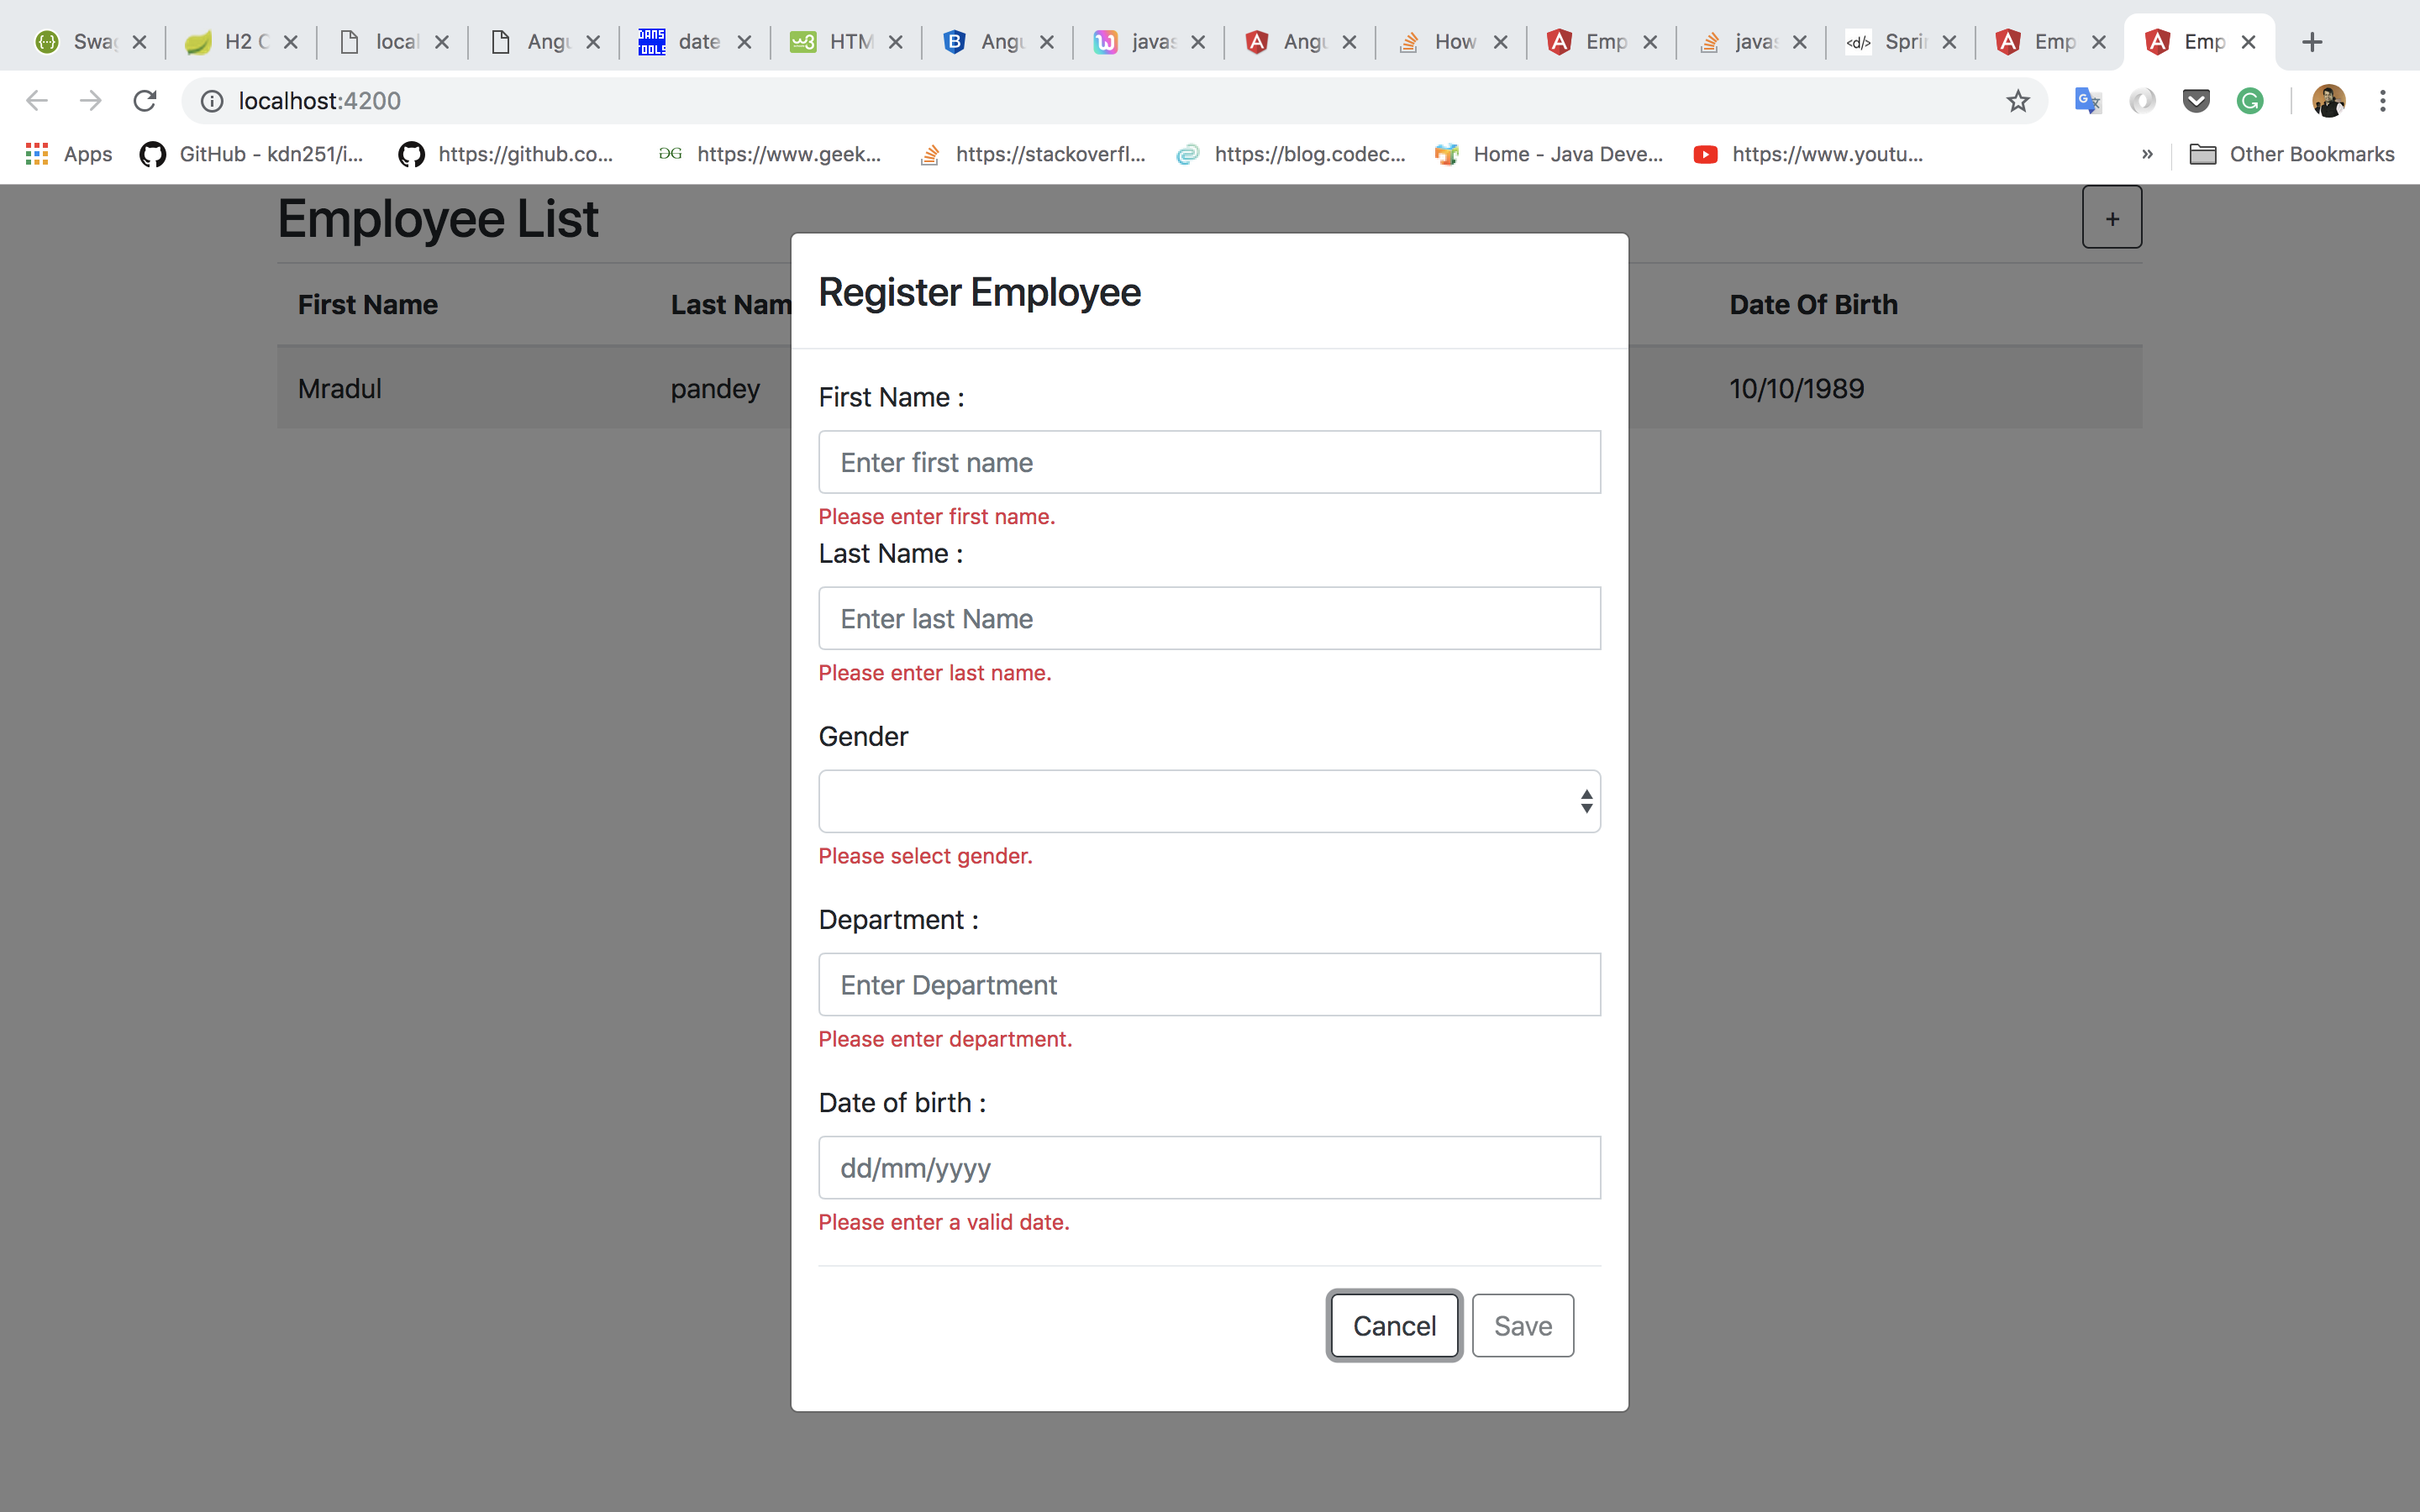 Swa H2 C local Angu DANS TOOLS date w3 HTM B Angu W javas Angu How Emp javas <d/> Spri Emp Emp
localhost:4200
Apps GitHub - kdn251/i... https://github.co... https://www.geek... https://stackoverfl... https://blog.codec... Home - Java Deve... https://www.youtu... » Other Bookmarks
Employee List +
First Name Last Nam Date Of Birth
Mradul pandey 10/10/1989
Register Employee
First Name :
Enter first name
Please enter first name.
Last Name :
Enter last Name
Please enter last name.
Gender
Please select gender.
Department :
Enter Department
Please enter department.
Date of birth :
dd/mm/yyyy
Please enter a valid date.
Cancel Save